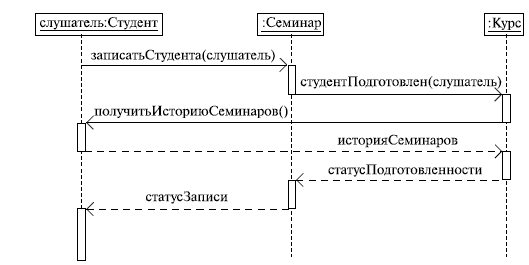 слушатель:Студент
:Семинар
:Курс
записатьСтудента(слушатель)
студентПодготовлен(слушатель)
получитьИсториюСеминаров()
историяСеминаров
статусПодготовленности
статусЗаписи